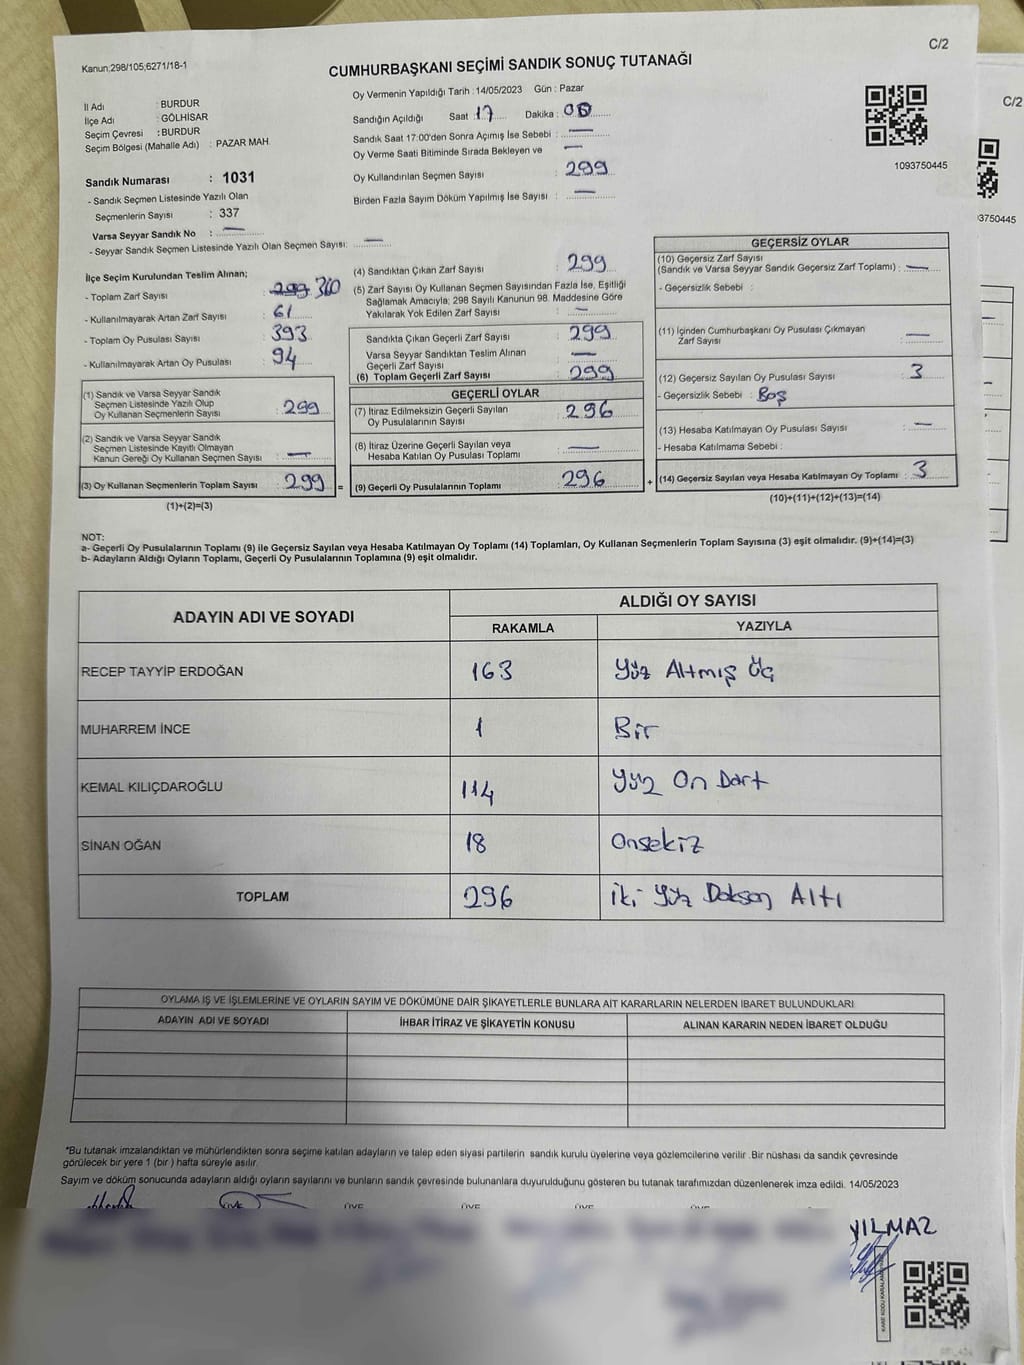 C/2
Kanun:298/105,6271/18-1
CUMHURBAŞKANI SEÇİMİ SANDIK SONUÇ TUTANAĞI
İl Adı : BURDUR
İlçe Adı : GÖLHİSAR
Seçim Çevresi : BURDUR
Seçim Bölgesi (Mahalle Adı) : PAZAR MAH.
Sandık Numarası : 1031
- Sandık Seçmen Listesinde Yazılı Olan
Seçmenlerin Sayısı : 337
Varsa Seyyar Sandık No : —
- Seyyar Sandık Seçmen Listesinde Yazılı Olan Seçmen Sayısı: —
Oy Vermenin Yapıldığı Tarih : 14/05/2023 Gün : Pazar
Sandığın Açıldığı Saat : 17 Dakika : 00
Sandık Saat 17:00'den Sonra Açımış İse Sebebi : —
Oy Verme Saati Bitiminde Sırada Bekleyen ve —
Oy Kullandırılan Seçmen Sayısı : 299
Birden Fazla Sayım Döküm Yapılmış İse Sayısı : —
1093750445
C/2
93750445
İlçe Seçim Kurulundan Teslim Alınan;
- Toplam Zarf Sayısı : 299 360
- Kullanılmayarak Artan Zarf Sayısı : 61
- Toplam Oy Pusulası Sayısı : 393
- Kullanılmayarak Artan Oy Pusulası : 94
(1) Sandık ve Varsa Seyyar Sandık
Seçmen Listesinde Yazılı Olup
Oy Kullanan Seçmenlerin Sayısı : 299
(2) Sandık ve Varsa Seyyar Sandık
Seçmen Listesinde Kayıtlı Olmayan
Kanun Gereği Oy Kullanan Seçmen Sayısı : —
(3) Oy Kullanan Seçmenlerin Toplam Sayısı : 299 =
(1)+(2)=(3)
(4) Sandıktan Çıkan Zarf Sayısı : 299
(5) Zarf Sayısı Oy Kullanan Seçmen Sayısından Fazla İse, Eşitliği
Sağlamak Amacıyla; 298 Sayılı Kanunun 98. Maddesine Göre
Yakılarak Yok Edilen Zarf Sayısı : —
Sandıkta Çıkan Geçerli Zarf Sayısı : 299
Varsa Seyyar Sandıktan Teslim Alınan
Geçerli Zarf Sayısı : —
(6) Toplam Geçerli Zarf Sayısı : 299
GEÇERLİ OYLAR
(7) İtiraz Edilmeksizin Geçerli Sayılan
Oy Pusulalarının Sayısı : 296
(8) İtiraz Üzerine Geçerli Sayılan veya
Hesaba Katılan Oy Pusulası Toplamı : —
(9) Geçerli Oy Pusulalarının Toplamı : 296 +
GEÇERSİZ OYLAR
(10) Geçersiz Zarf Sayısı
(Sandık ve Varsa Seyyar Sandık Geçersiz Zarf Toplamı) : —
- Geçersizlik Sebebi :
(11) İçinden Cumhurbaşkanı Oy Pusulası Çıkmayan
Zarf Sayısı : —
(12) Geçersiz Sayılan Oy Pusulası Sayısı : 3
- Geçersizlik Sebebi : Boş
(13) Hesaba Katılmayan Oy Pusulası Sayısı : —
- Hesaba Katılmama Sebebi :
(14) Geçersiz Sayılan veya Hesaba Katılmayan Oy Toplamı : 3
(10)+(11)+(12)+(13)=(14)
NOT:
a- Geçerli Oy Pusulalarının Toplamı (9) ile Geçersiz Sayılan veya Hesaba Katılmayan Oy Toplamı (14) Toplamları, Oy Kullanan Seçmenlerin Toplam Sayısına (3) eşit olmalıdır. (9)+(14)=(3)
b- Adayların Aldığı Oyların Toplamı, Geçerli Oy Pusulalarının Toplamına (9) eşit olmalıdır.
ADAYIN ADI VE SOYADI ALDIĞI OY SAYISI
RAKAMLA YAZIYLA
RECEP TAYYİP ERDOĞAN 163 Yüz Altmış Üç
MUHARREM İNCE 1 Bir
KEMAL KILIÇDAROĞLU 114 Yüz On Dört
SİNAN OĞAN 18 Onsekiz
TOPLAM 296 İki Yüz Doksan Altı
OYLAMA İŞ VE İŞLEMLERİNE VE OYLARIN SAYIM VE DÖKÜMÜNE DAİR ŞİKAYETLERLE BUNLARA AİT KARARLARIN NELERDEN İBARET BULUNDUKLARI
ADAYIN ADI VE SOYADI İHBAR İTİRAZ VE ŞİKAYETİN KONUSU ALINAN KARARIN NEDEN İBARET OLDUĞU
*Bu tutanak imzalandıktan ve mühürlendikten sonra seçime katılan adayların ve talep eden siyasi partilerin sandık kurulu üyelerine veya gözlemcilerine verilir .Bir nüshası da sandık çevresinde
görülecek bir yere 1 (bir ) hafta süreyle asılır.
Sayım ve döküm sonucunda adayların aldığı oyların sayılarını ve bunların sandık çevresinde bulunanlara duyurulduğunu gösteren bu tutanak tarafımızdan düzenlenerek imza edildi. 14/05/2023
ÜYE ÜYE ÜYE ÜYE ÜYE
YILMAZ